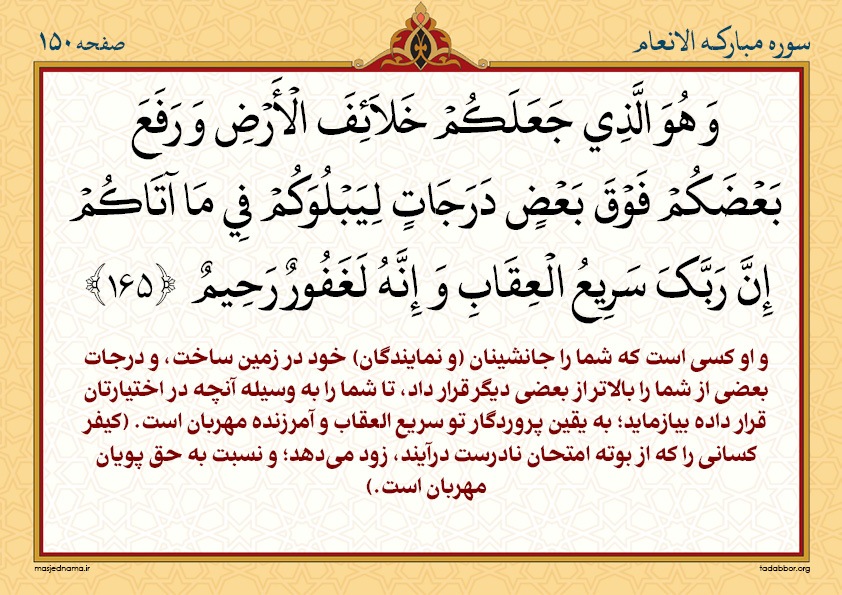 سوره مبارکه الانعام
صفحه ۱۵۰
وَ هُوَ الَّذِي جَعَلَكُمْ خَلاَئِفَ الْأَرْضِ وَ رَفَعَ
بَعْضَكُمْ فَوْقَ بَعْضٍ دَرَجَاتٍ لِيَبْلُوَكُمْ فِي مَا آتَاكُمْ
إِنَّ رَبَّکَ سَرِيعُ الْعِقَابِ وَ إِنَّهُ لَغَفُورٌ رَحِيمٌ ﴿۱۶۵﴾
و او کسی است که شما را جانشینان (و نمایندگان) خود در زمین ساخت، و درجات
بعضی از شما را بالاتر از بعضی دیگر قرار داد، تا شما را به وسیله آنچه در اختیارتان
قرار داده بیازماید؛ به یقین پروردگار تو سریع العقاب و آمرزنده مهربان است. (کیفر
کسانی را که از بوته امتحان نادرست درآیند، زود می‌دهد؛ و نسبت به حق پویان
مهربان است.)
masjednama.ir
tadabbor.org